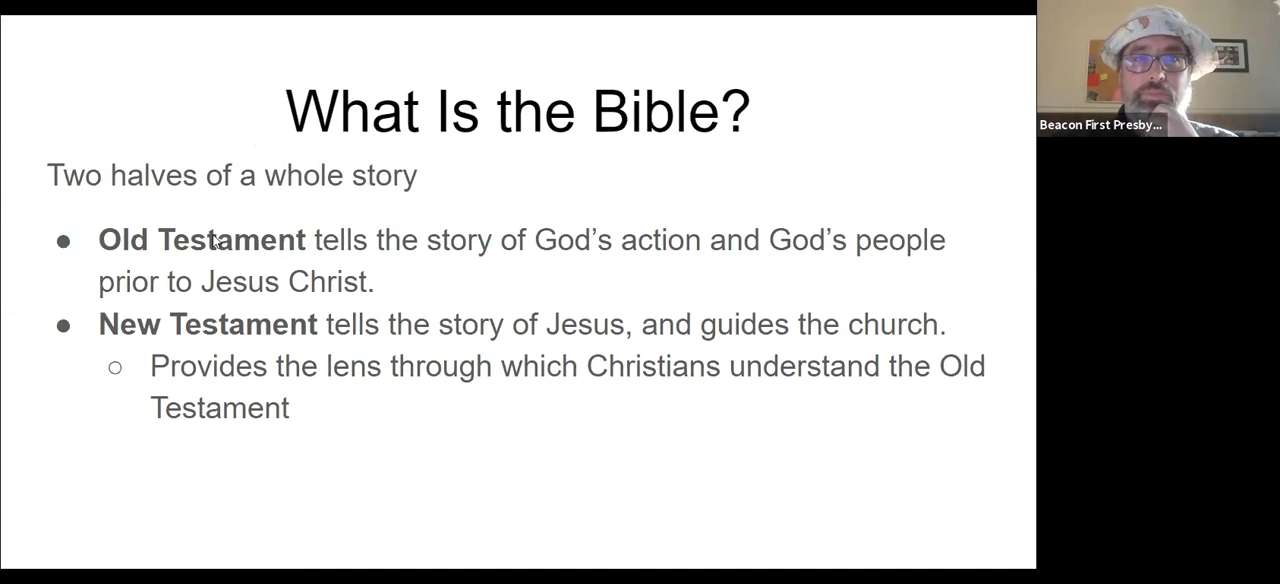 What Is the Bible?
Two halves of a whole story
● Old Testament tells the story of God’s action and God’s people
prior to Jesus Christ.
● New Testament tells the story of Jesus, and guides the church.
○ Provides the lens through which Christians understand the Old
Testament
Beacon First Presby...